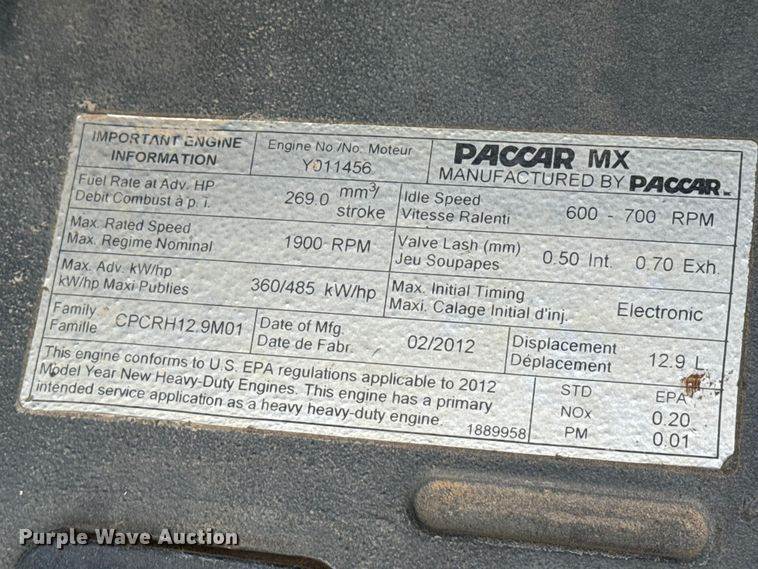 IMPORTANT ENGINE
INFORMATION
Engine No /No. Moteur
Y011456
PACCAR MX
MANUFACTURED BY PACCAR
Fuel Rate at Adv. HP
Debit Combust à p. i.
269.0 mm³/
stroke
Idle Speed
Vitesse Ralenti
600 - 700 RPM
Max. Rated Speed
Max. Regime Nominal
1900 RPM
Valve Lash (mm)
Jeu Soupapes
0.50 Int. 0.70 Exh.
Max. Adv. kW/hp
kW/hp Maxi Publies
360/485 kW/hp
Max. Initial Timing
Maxi. Calage Initial d'inj.
Electronic
Family
Famille
CPCRH12.9M01
Date of Mfg.
Date de Fabr.
02/2012
Displacement
Déplacement
12.9 L
This engine conforms to U.S. EPA regulations applicable to 2012
Model Year New Heavy-Duty Engines. This engine has a primary
intended service application as a heavy heavy-duty engine.
1889958
STD EPA
NOx 0.20
PM 0.01
Purple Wave Auction